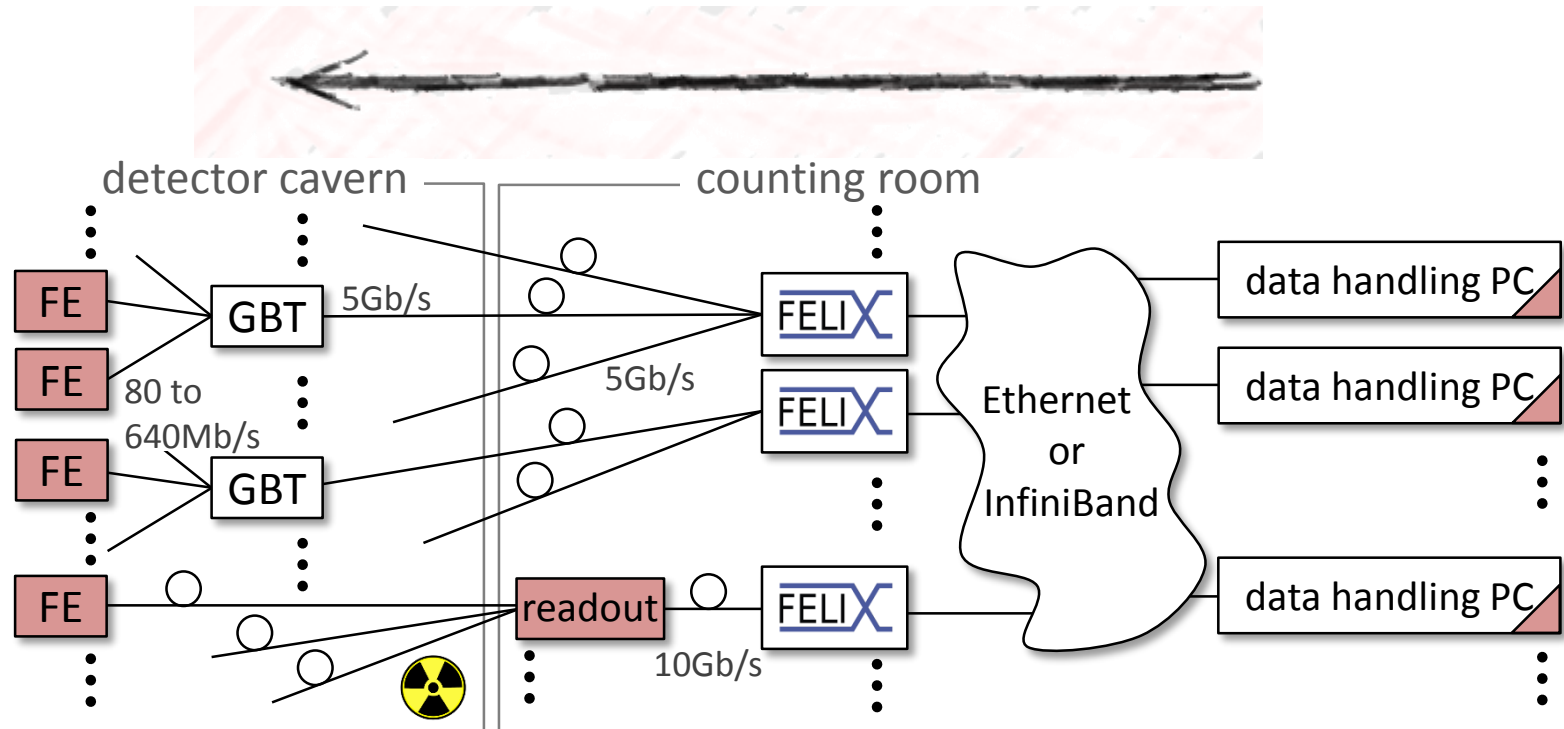 detector cavern
counting room
FE
GBT
5Gb/s
FELIX
data handling PC
FE
80 to
640Mb/s
5Gb/s
FELIX
Ethernet
or
InfiniBand
data handling PC
FE
GBT
FE
readout
10Gb/s
FELIX
data handling PC